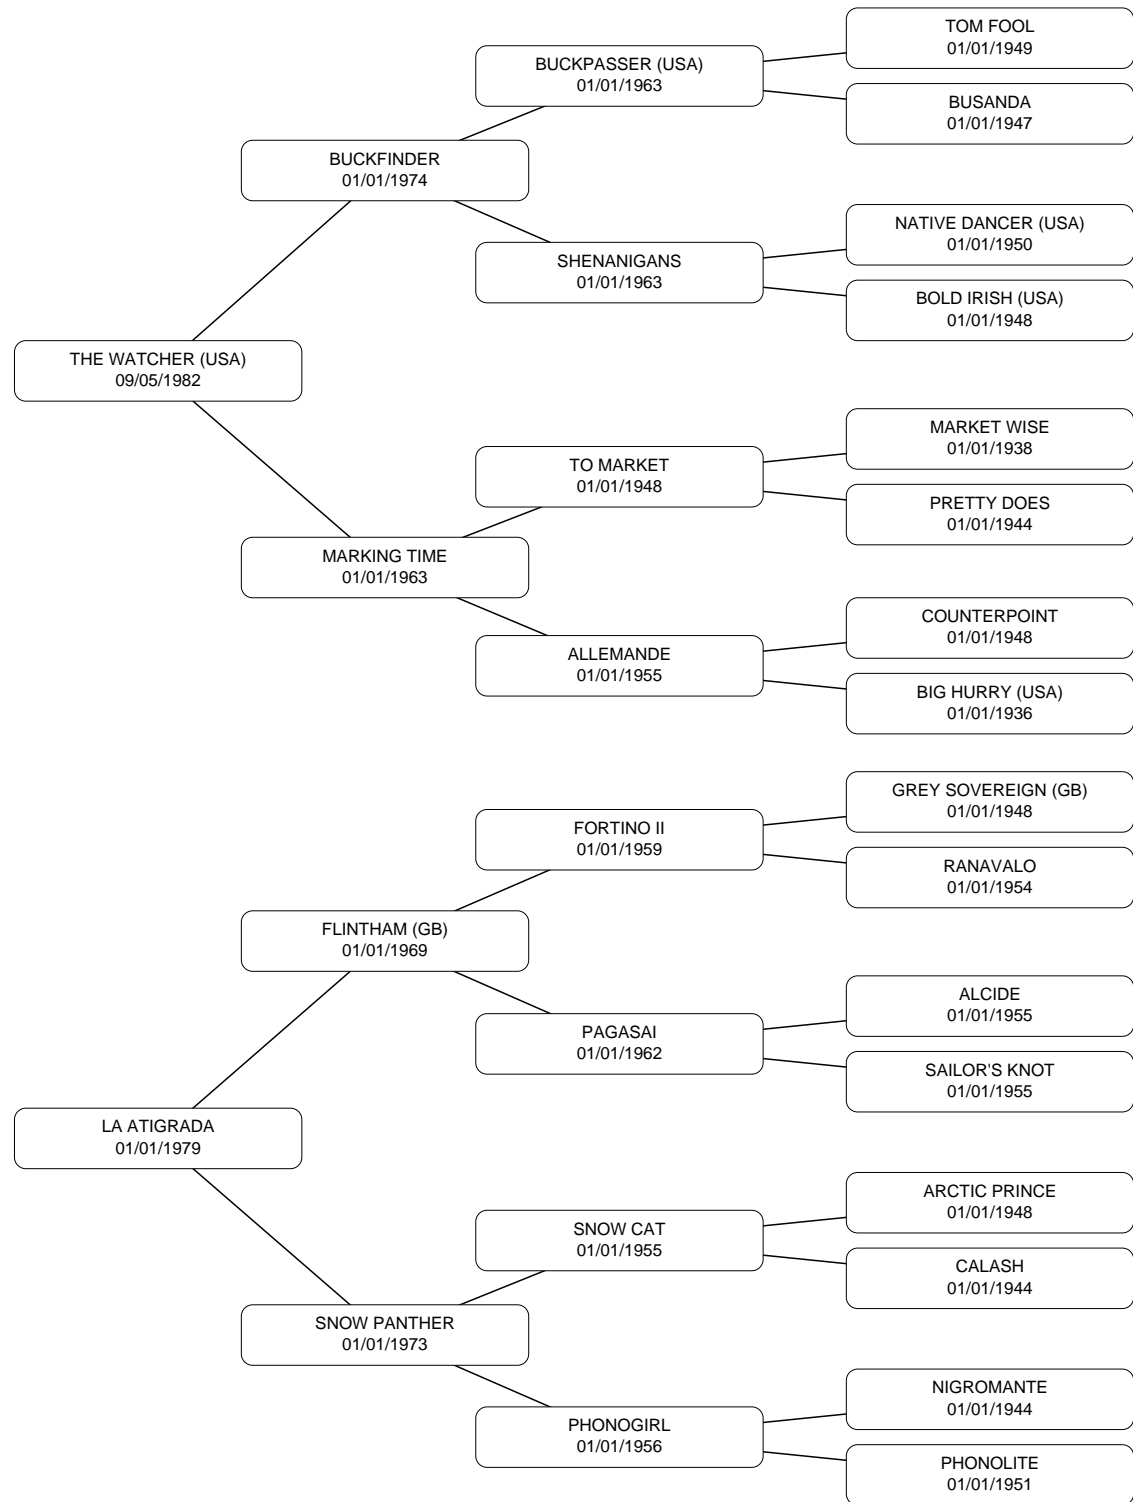 TOM FOOL
01/01/1949
BUCKPASSER (USA)
01/01/1963
BUSANDA
01/01/1947
BUCKFINDER
01/01/1974
NATIVE DANCER (USA)
01/01/1950
SHENANIGANS
01/01/1963
BOLD IRISH (USA)
01/01/1948
THE WATCHER (USA)
09/05/1982
MARKET WISE
01/01/1938
TO MARKET
01/01/1948
PRETTY DOES
01/01/1944
MARKING TIME
01/01/1963
COUNTERPOINT
01/01/1948
ALLEMANDE
01/01/1955
BIG HURRY (USA)
01/01/1936
GREY SOVEREIGN (GB)
01/01/1948
FORTINO II
01/01/1959
RANAVALO
01/01/1954
FLINTHAM (GB)
01/01/1969
ALCIDE
01/01/1955
PAGASAI
01/01/1962
SAILOR'S KNOT
01/01/1955
LA ATIGRADA
01/01/1979
ARCTIC PRINCE
01/01/1948
SNOW CAT
01/01/1955
CALASH
01/01/1944
SNOW PANTHER
01/01/1973
NIGROMANTE
01/01/1944
PHONOGIRL
01/01/1956
PHONOLITE
01/01/1951